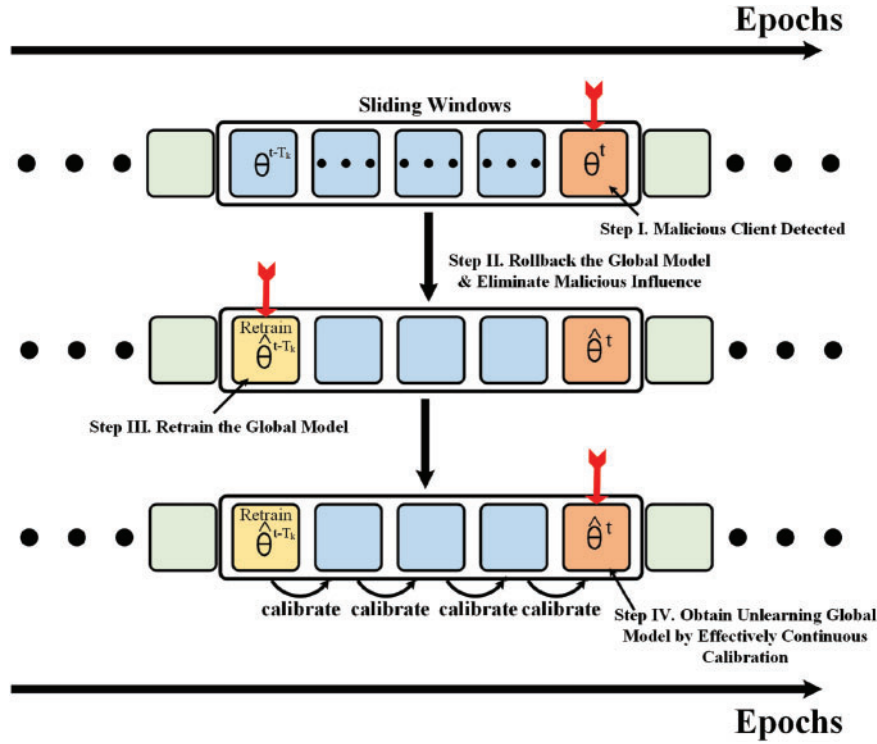 Epochs
Sliding Windows
θ^t-T_k
θ^t
Step I. Malicious Client Detected
Step II. Rollback the Global Model
& Eliminate Malicious Influence
Retrain
θ̂^t-T_k
θ̂^t
Step III. Retrain the Global Model
Retrain
θ̂^t-T_k
θ̂^t
calibrate calibrate calibrate calibrate
Step IV. Obtain Unlearning Global
Model by Effectively Continuous
Calibration
Epochs